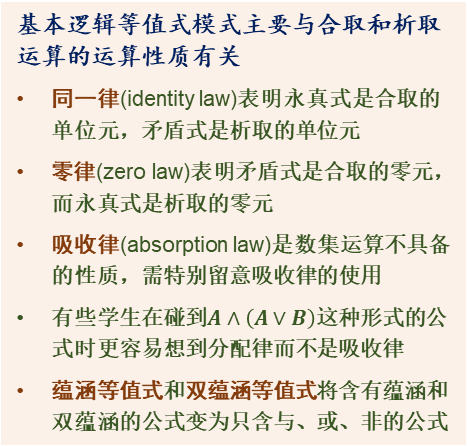 基本逻辑等值式模式主要与合取和析取
运算的运算性质有关
• 同一律(identity law)表明永真式是合取的
单位元，矛盾式是析取的单位元
• 零律(zero law)表明矛盾式是合取的零元，
而永真式是析取的零元
• 吸收律(absorption law)是数集运算不具备
的性质，需特别留意吸收律的使用
• 有些学生在碰到A ∧ (A ∨ B)这种形式的公
式时更容易想到分配律而不是吸收律
• 蕴涵等值式和双蕴涵等值式将含有蕴涵和
双蕴涵的公式变为只含与、或、非的公式